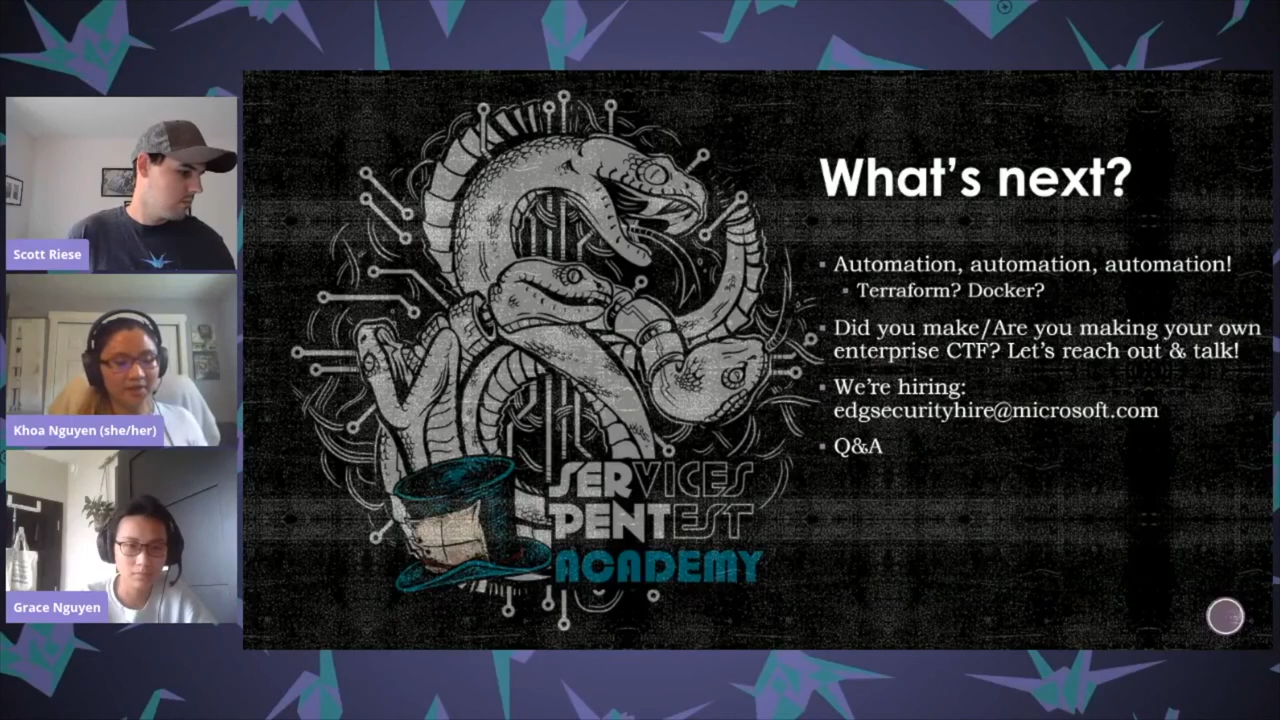 Scott Riese
Khoa Nguyen (she/her)
Grace Nguyen
What's next?
Automation, automation, automation!
Terraform? Docker?
Did you make/Are you making your own
enterprise CTF? Let's reach out & talk!
We're hiring:
edgsecurityhire@microsoft.com
Q&A
SERVICES
PENTEST
ACADEMY